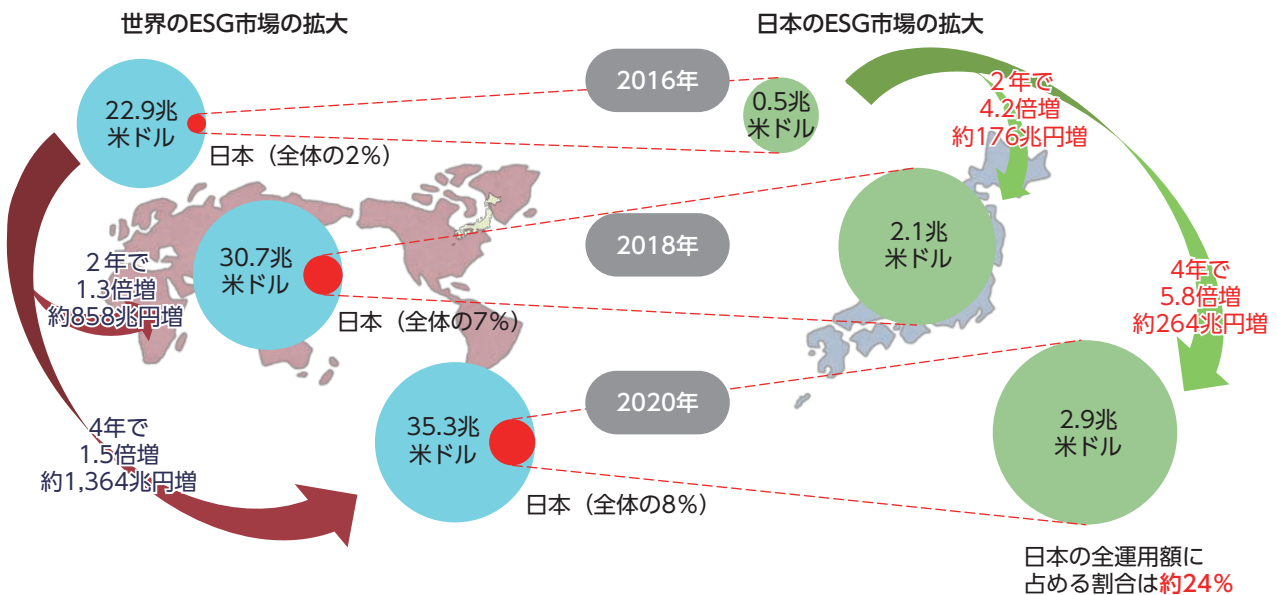 世界のESG市場の拡大
日本のESG市場の拡大
2016年
22.9兆
米ドル
日本（全体の2％）
0.5兆
米ドル
2年で
4.2倍増
約176兆円増
2018年
30.7兆
米ドル
日本（全体の7％）
2.1兆
米ドル
2年で
1.3倍増
約858兆円増
4年で
5.8倍増
約264兆円増
2020年
35.3兆
米ドル
日本（全体の8％）
2.9兆
米ドル
4年で
1.5倍増
約1,364兆円増
日本の全運用額に
占める割合は約24％